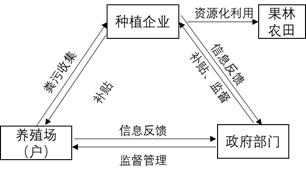 种植企业
资源化利用
果林
农田
粪污收集
补贴
信息反馈
补贴、监督
养殖场
(户)
信息反馈
监督管理
政府部门